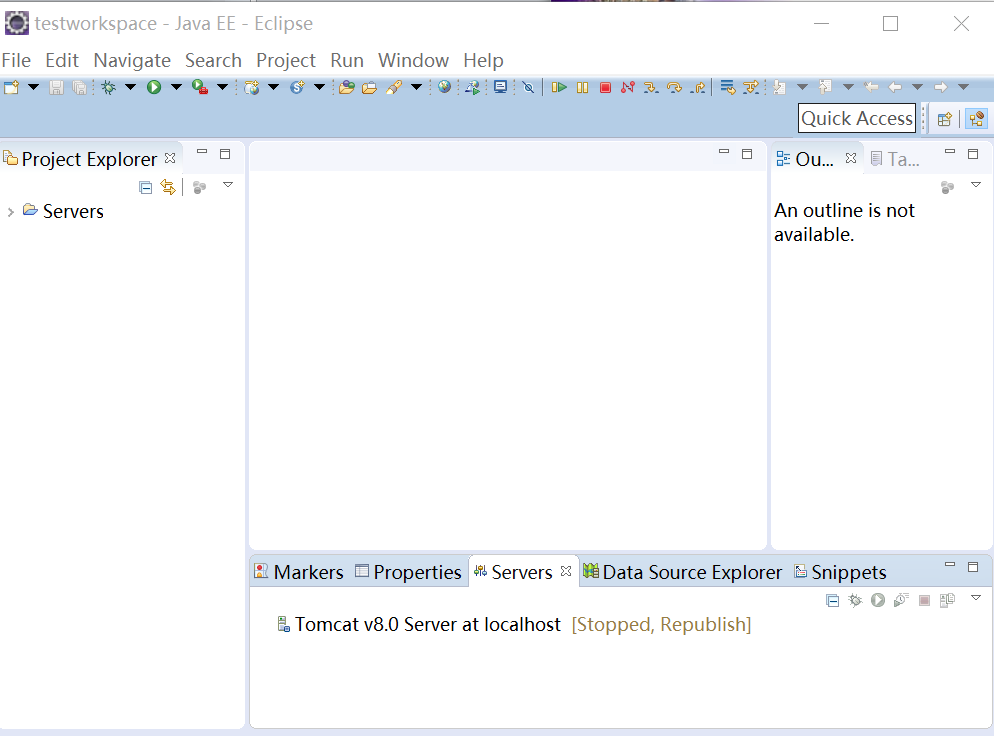 testworkspace - Java EE - Eclipse
File Edit Navigate Search Project Run Window Help
Quick Access
Project Explorer
Servers
Ou...
Ta...
An outline is not
available.
Markers Properties Servers Data Source Explorer Snippets
Tomcat v8.0 Server at localhost [Stopped, Republish]